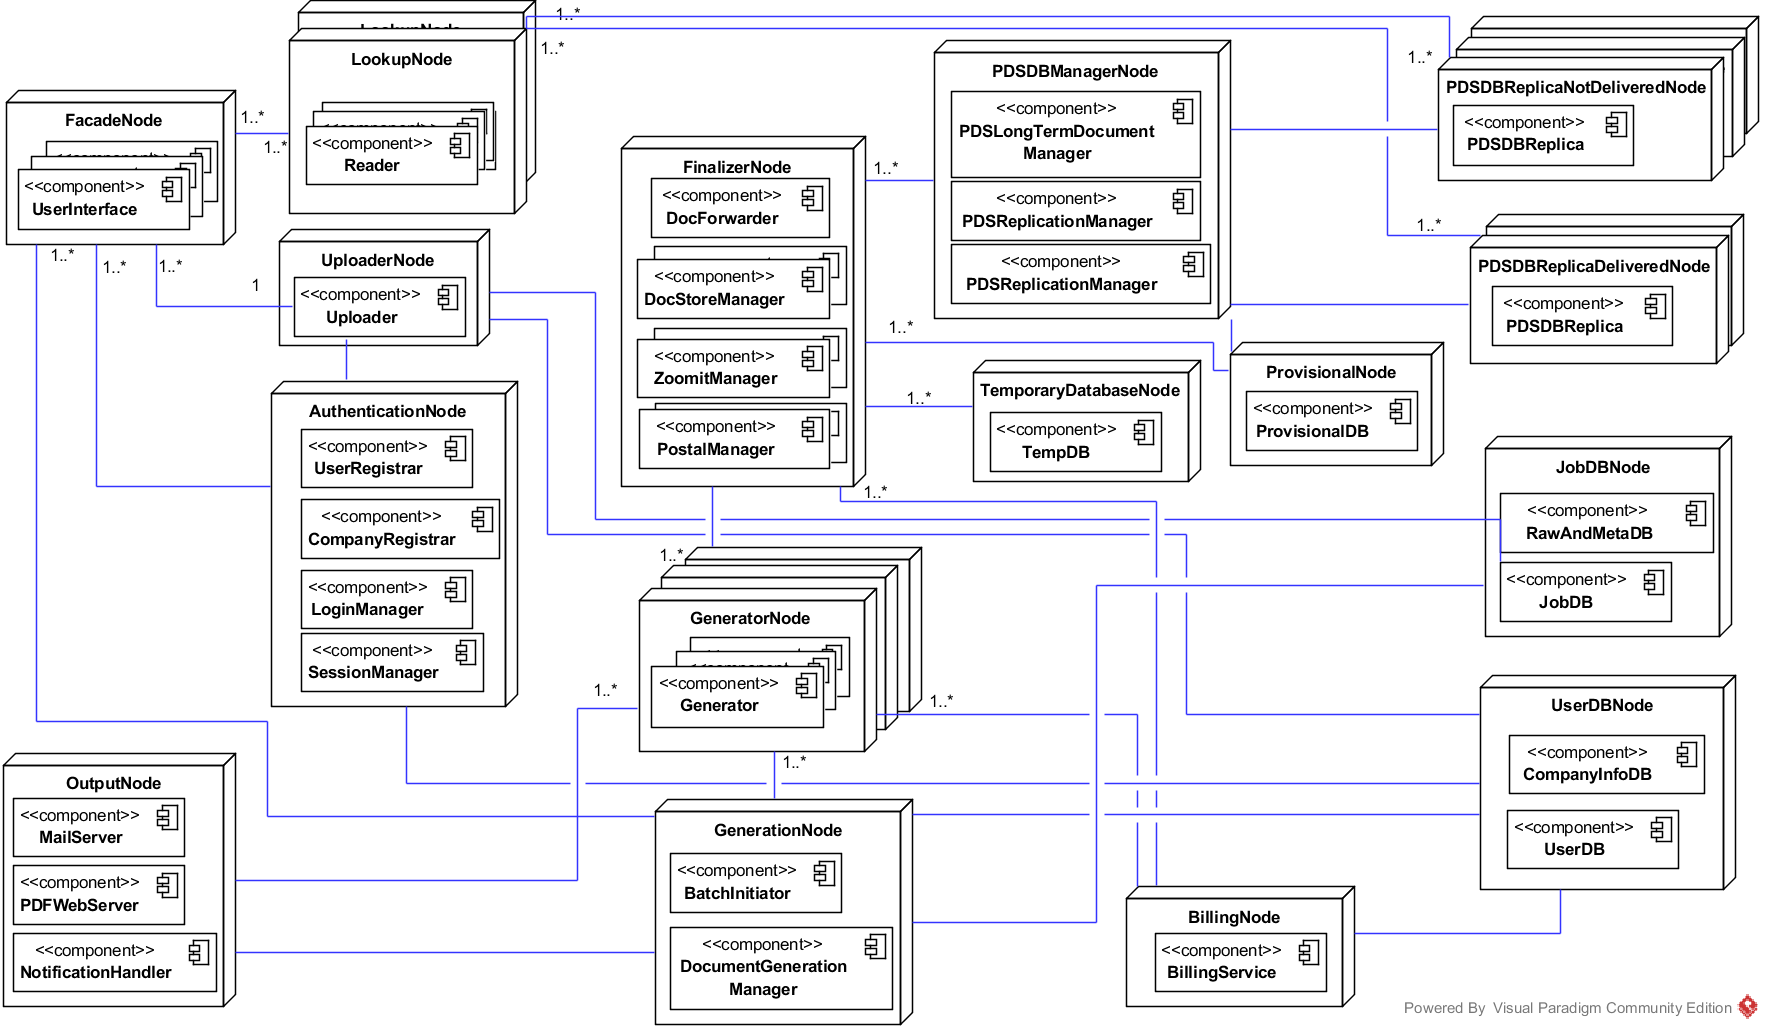 LookupNode
LookupNode
<<component>>
Reader
1..*
1..*
1..*
1..*
FacadeNode
<<component>>
<<component>>
UserInterface
1..*
1..*
1..*
1..*
1..*
1
UploaderNode
<<component>>
Uploader
AuthenticationNode
<<component>>
UserRegistrar
<<component>>
CompanyRegistrar
<<component>>
LoginManager
<<component>>
SessionManager
FinalizerNode
<<component>>
DocForwarder
<<component>>
DocStoreManager
<<component>>
ZoomitManager
<<component>>
PostalManager
1..*
1..*
1..*
1..*
PDSDBManagerNode
<<component>>
PDSLongTermDocument
Manager
<<component>>
PDSReplicationManager
<<component>>
PDSReplicationManager
PDSDBReplicaNotDeliveredNode
<<component>>
PDSDBReplica
1..*
PDSDBReplicaDeliveredNode
<<component>>
PDSDBReplica
TemporaryDatabaseNode
<<component>>
TempDB
ProvisionalNode
<<component>>
ProvisionalDB
JobDBNode
<<component>>
RawAndMetaDB
<<component>>
JobDB
1..*
GeneratorNode
<<component>>
<<component>>
Generator
1..*
1..*
1..*
UserDBNode
<<component>>
CompanyInfoDB
<<component>>
UserDB
OutputNode
<<component>>
MailServer
<<component>>
PDFWebServer
<<component>>
NotificationHandler
GenerationNode
<<component>>
BatchInitiator
<<component>>
DocumentGeneration
Manager
BillingNode
<<component>>
BillingService
Powered By Visual Paradigm Community Edition